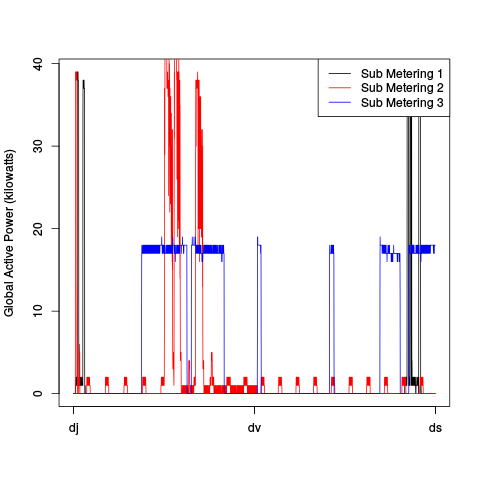 Global Active Power (kilowatts)
40
30
20
10
0
Sub Metering 1
Sub Metering 2
Sub Metering 3
dj
dv
ds